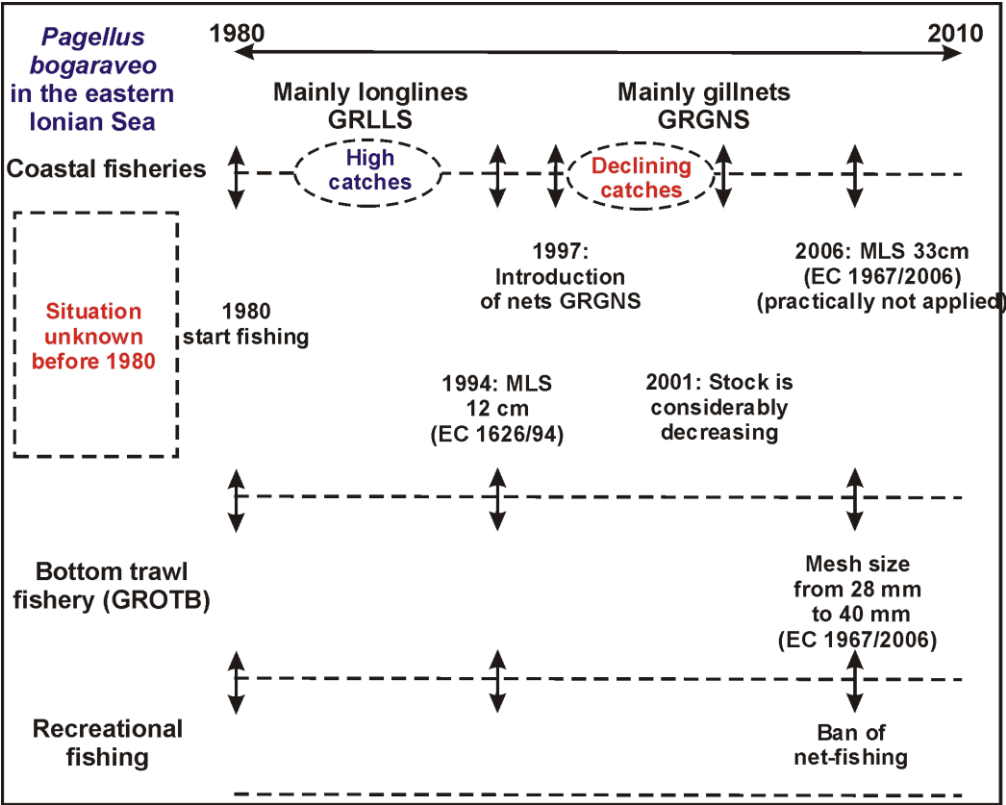 Pagellus
bogaraveo
in the eastern
Ionian Sea
1980
2010
Mainly longlines
GRLLS
Mainly gillnets
GRGNS
Coastal fisheries
High
catches
Declining
catches
Situation
unknown
before 1980
1980
start fishing
1997:
Introduction
of nets GRGNS
2006: MLS 33cm
(EC 1967/2006)
(practically not applied)
1994: MLS
12 cm
(EC 1626/94)
2001: Stock is
considerably
decreasing
Bottom trawl
fishery (GROTB)
Mesh size
from 28 mm
to 40 mm
(EC 1967/2006)
Recreational
fishing
Ban of
net-fishing